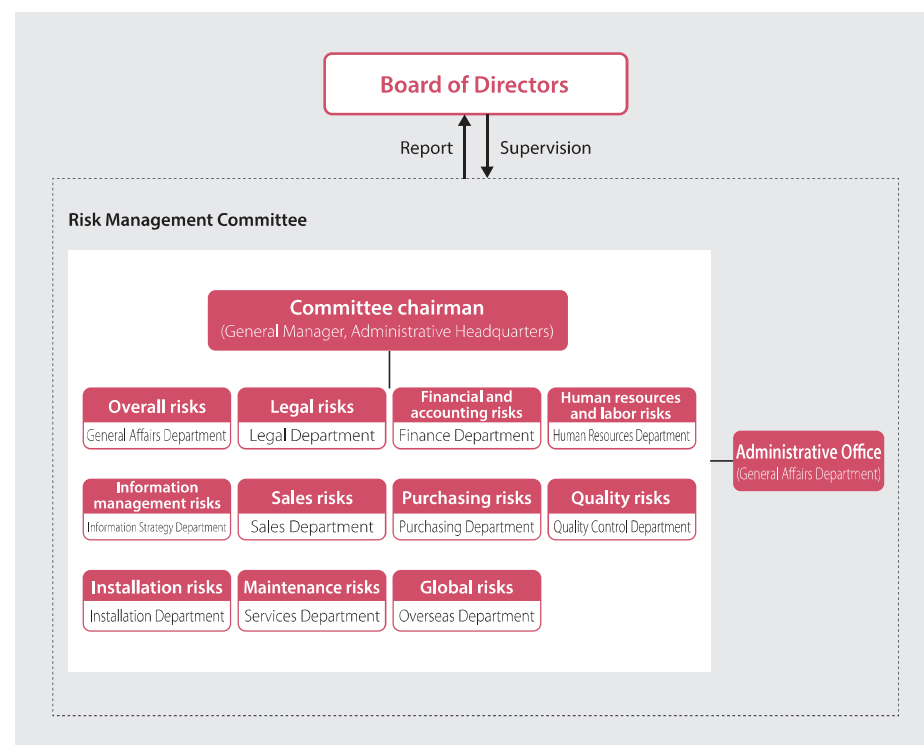 Board of Directors
Report
Supervision
Risk Management Committee
Committee chairman
(General Manager, Administrative Headquarters)
Overall risks
General Affairs Department
Legal risks
Legal Department
Financial and
accounting risks
Finance Department
Human resources
and labor risks
Human Resources Department
Administrative Office
(General Affairs Department)
Information
management risks
Information Strategy Department
Sales risks
Sales Department
Purchasing risks
Purchasing Department
Quality risks
Quality Control Department
Installation risks
Installation Department
Maintenance risks
Services Department
Global risks
Overseas Department